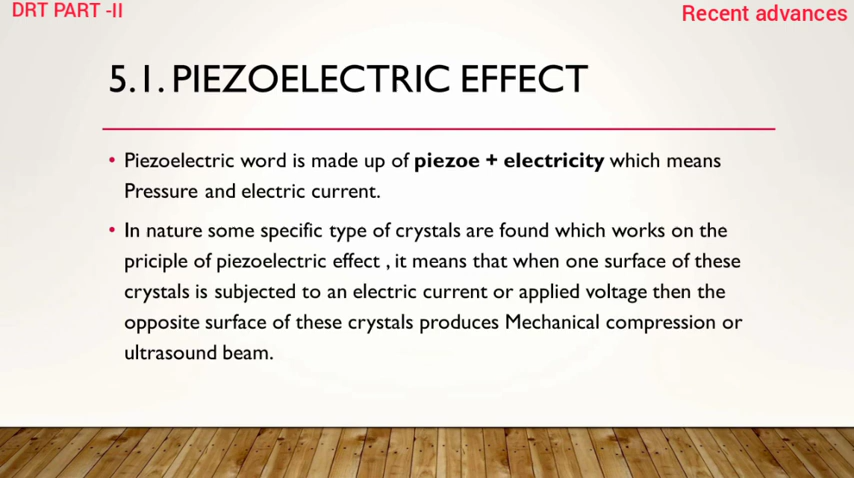 DRT PART -II
Recent advances
5.1. PIEZOELECTRIC EFFECT
• Piezoelectric word is made up of piezoe + electricity which means
Pressure and electric current.
• In nature some specific type of crystals are found which works on the
priciple of piezoelectric effect , it means that when one surface of these
crystals is subjected to an electric current or applied voltage then the
opposite surface of these crystals produces Mechanical compression or
ultrasound beam.